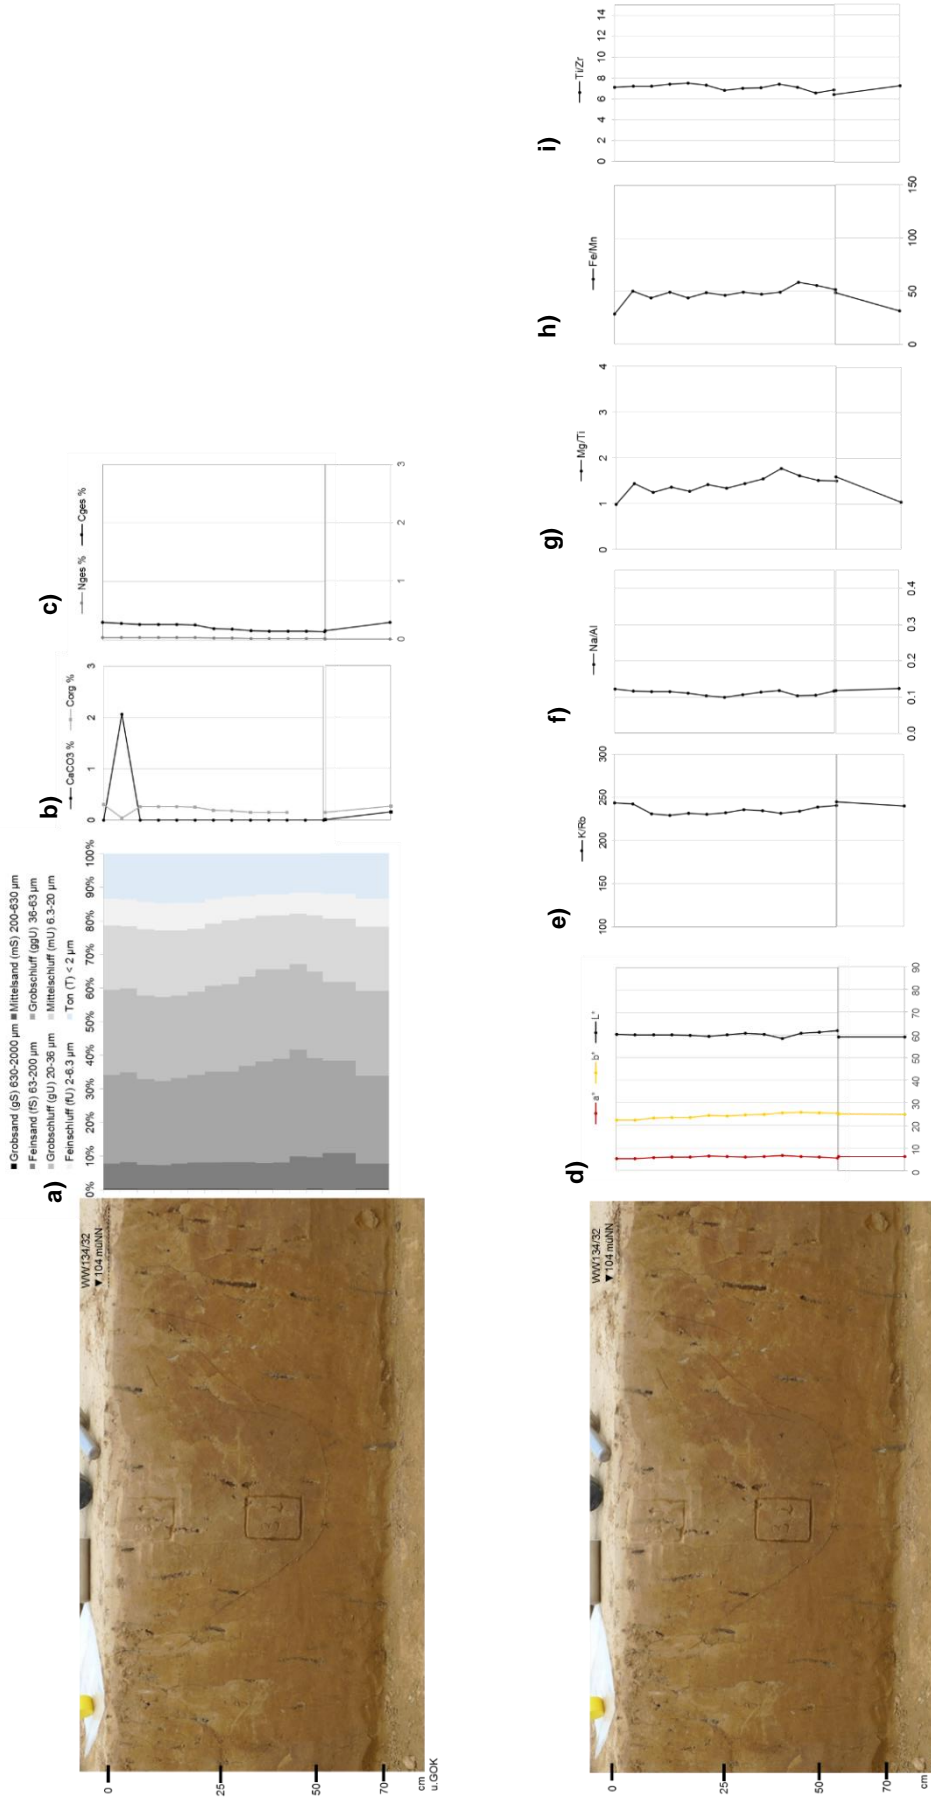 WW134/32
▼104 müNN
0
25
50
70
cm
u.GOK
a)
Grobsand (gS) 630-2000 µm Mittelsand (mS) 200-630 µm
Feinsand (fS) 63-200 µm Grobschluff (ggU) 36-63 µm
Grobschluff (gU) 20-36 µm Mittelschluff (mU) 6.3-20 µm
Feinschluff (fU) 2-6.3 µm Ton (T) < 2 µm
0% 10% 20% 30% 40% 50% 60% 70% 80% 90% 100%
b)
CaCO3 % Corg %
0 1 2 3
c)
Nges % Cges %
0 1 2 3
WW134/32
▼104 müNN
0
25
50
70
cm
d)
a* b* L*
0 10 20 30 40 50 60 70 80 90
e)
K/Rb
100 150 200 250 300
f)
Na/Al
0.0 0.1 0.2 0.3 0.4
g)
Mg/Ti
0 1 2 3 4
h)
Fe/Mn
0 50 100 150
i)
Ti/Zr
0 2 4 6 8 10 12 14